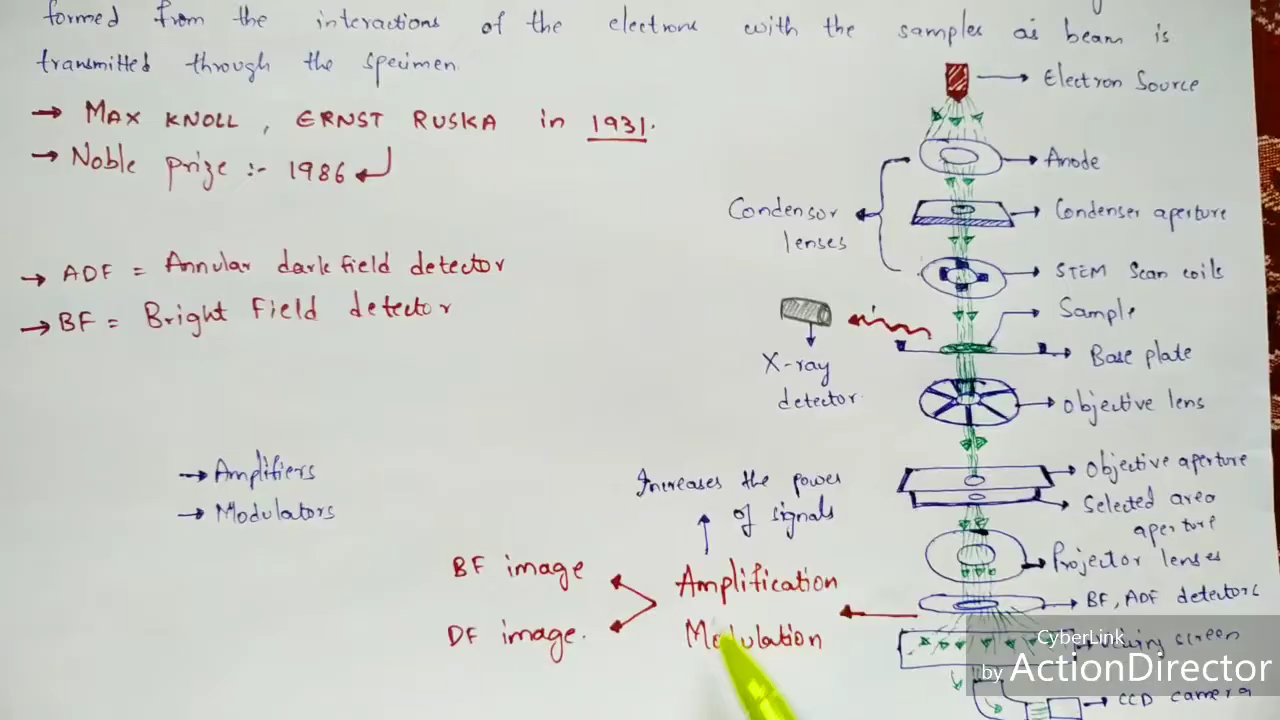 formed from the interactions of the electrons with the samples as beam is
transmitted through the specimen.
→ MAX KNOLL, ERNST RUSKA in 1931.
→ Noble prize :- 1986
→ ADF = Annular dark field detector
→ BF = Bright Field detector
→ Amplifiers
→ Modulators
Increases the power
of signals
Amplification
Modulation
BF image
DF image.
Electron Source
Anode
Condensor
lenses
Condenser aperture
STEM Scan coils
Sample
Base plate
X-ray
detector
Objective lens
Objective aperture
Selected area
aperture
Projector lenses
BF, ADF detectors
screen
CCD camera
CyberLink
by ActionDirector